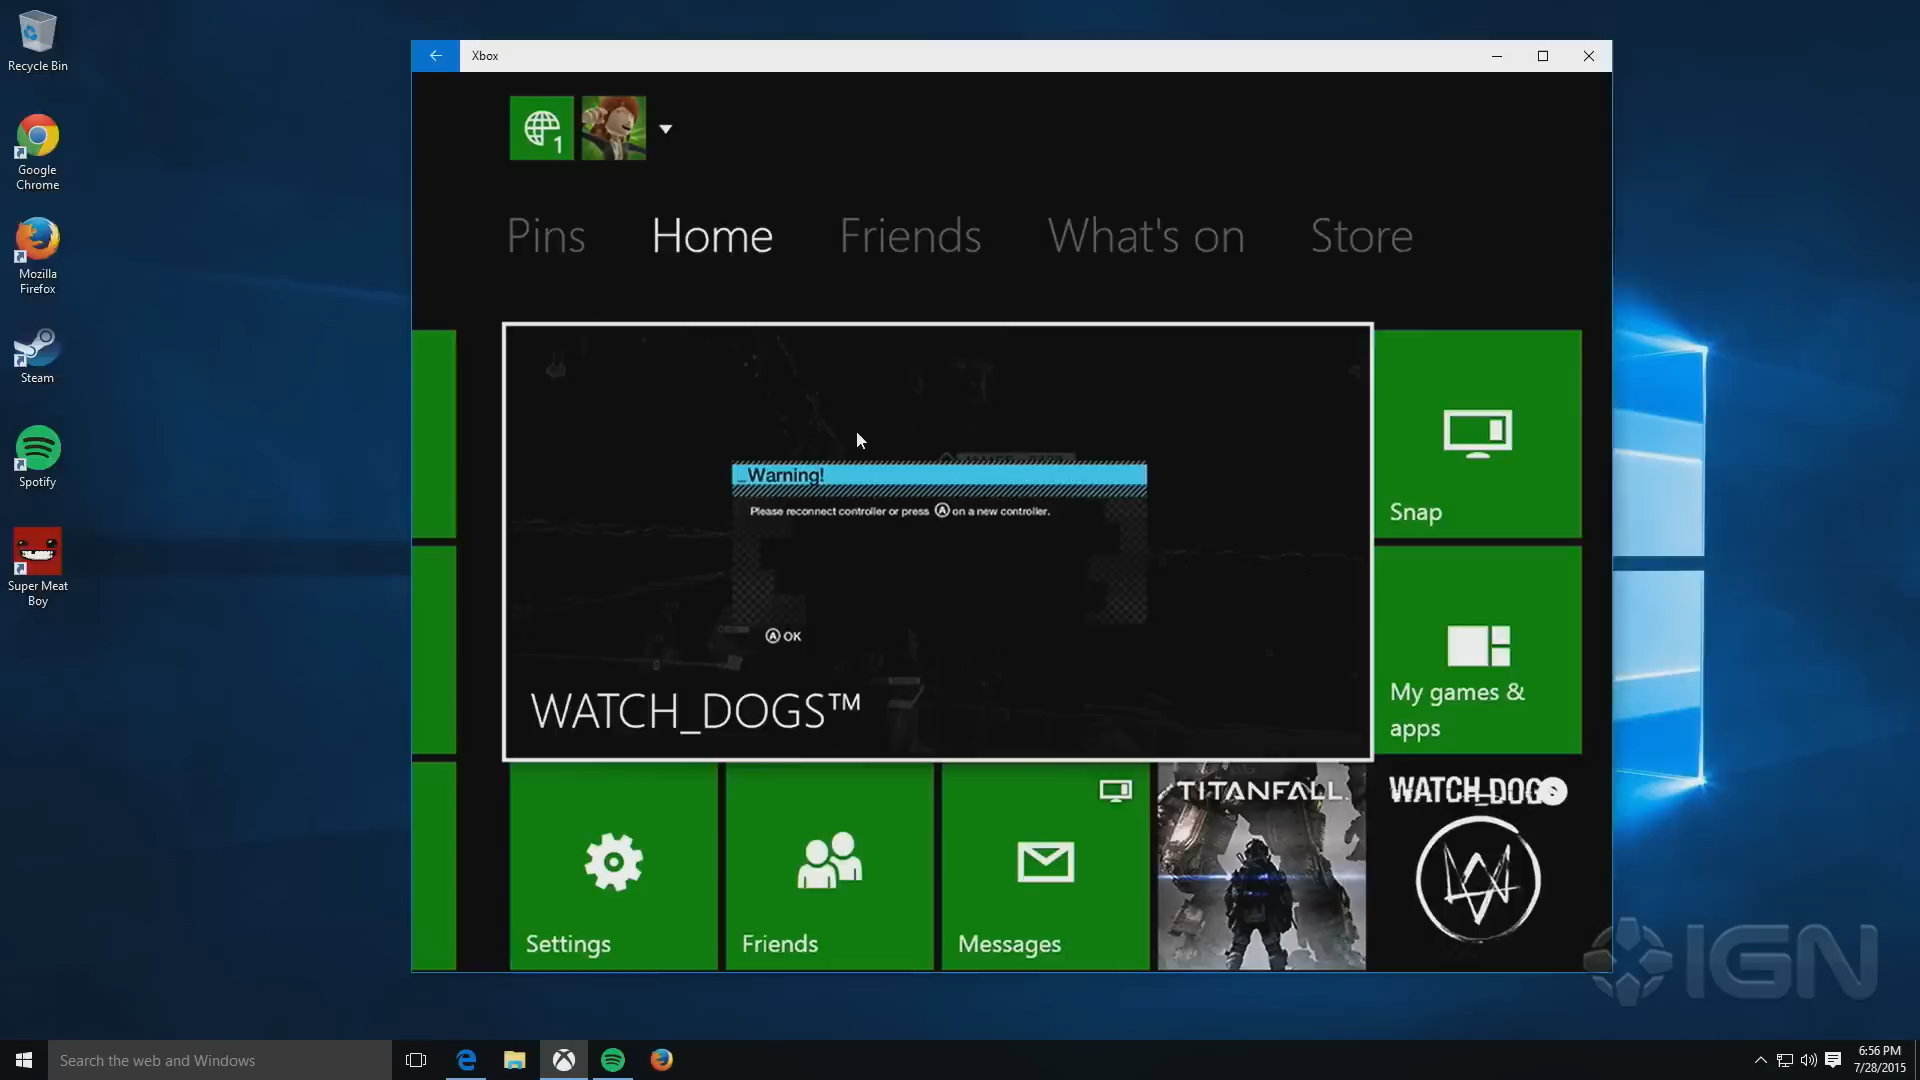 Recycle Bin
Google
Chrome
Mozilla
Firefox
Steam
Spotify
Super Meat
Boy
Xbox
1
Pins Home Friends What's on Store
_Warning!
Please reconnect controller or press A on a new controller.
A OK
WATCH_DOGS™
Snap
My games &
apps
Settings
Friends
Messages
TITANFALL
WATCH_DOGS
IGN
Search the web and Windows
6:56 PM
7/28/2015